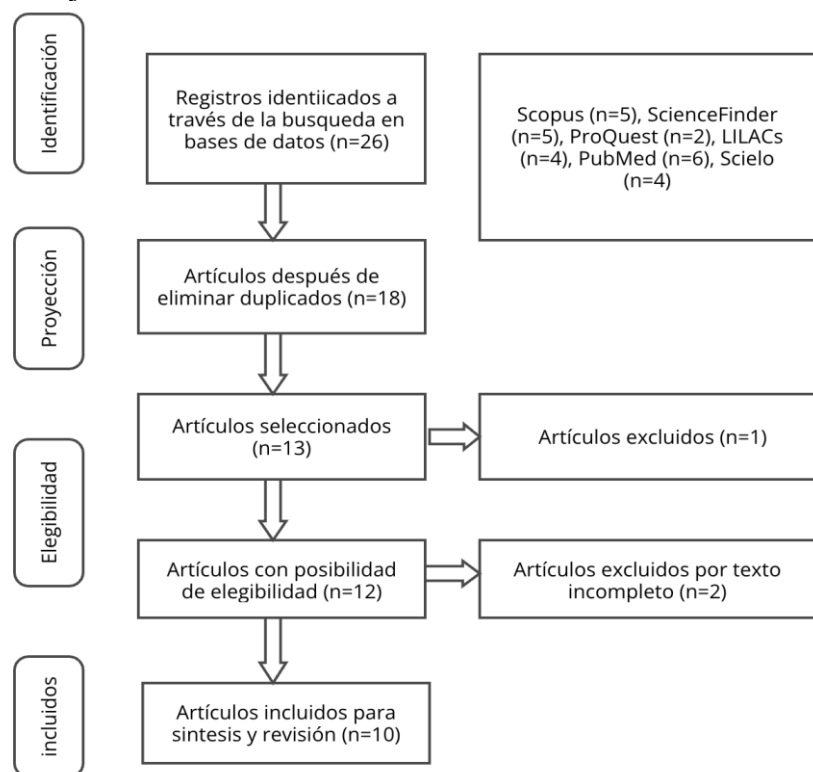 Identificación
Registros identiicados a
través de la busqueda en
bases de datos (n=26)
Scopus (n=5), ScienceFinder
(n=5), ProQuest (n=2), LILACs
(n=4), PubMed (n=6), Scielo
(n=4)
Proyección
Artículos después de
eliminar duplicados (n=18)
Artículos seleccionados
(n=13)
Artículos excluidos (n=1)
Elegibilidad
Artículos con posibilidad
de elegibilidad (n=12)
Artículos excluidos por texto
incompleto (n=2)
incluidos
Artículos incluidos para
sintesis y revisión (n=10)